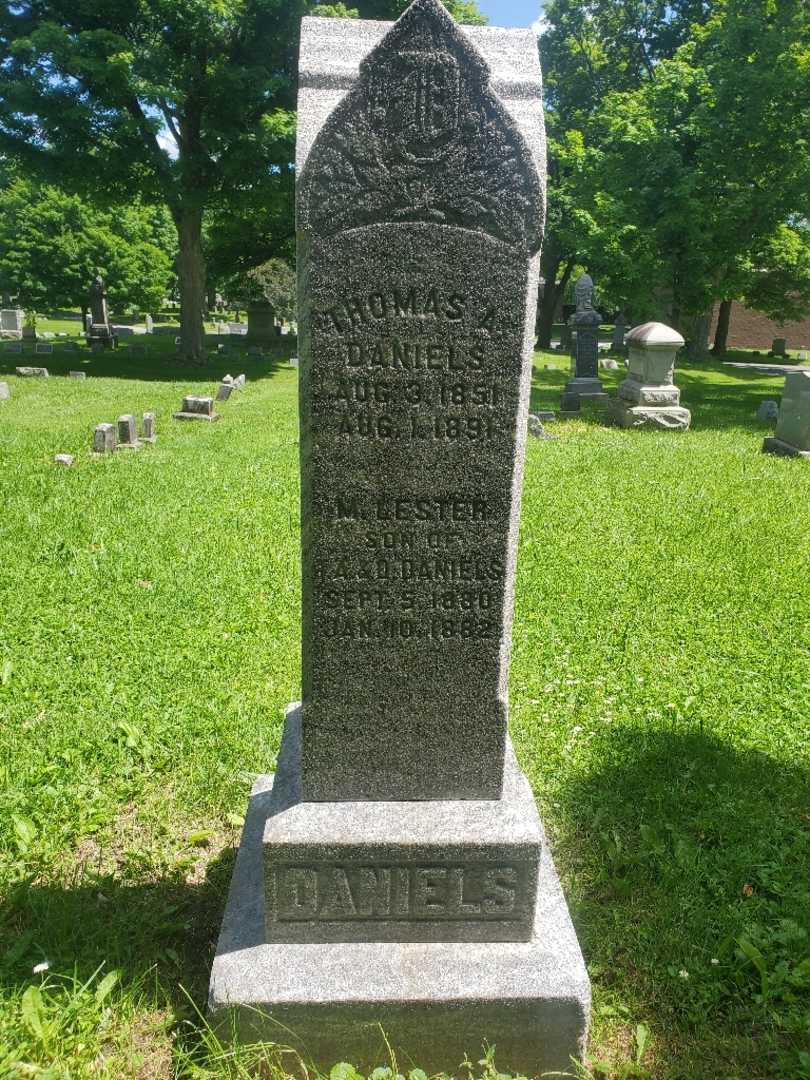 D
THOMAS A.
DANIELS
AUG. 3, 1851
AUG. 1, 1891
M. LESTER
SON OF
T.A. & D. DANIELS
SEPT. 5, 1880
JAN. 10, 1882
DANIELS